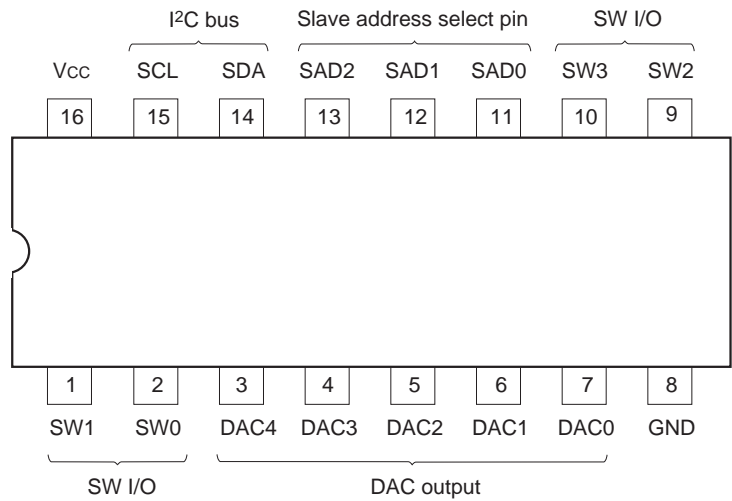 I²C bus Slave address select pin SW I/O
VCC SCL SDA SAD2 SAD1 SAD0 SW3 SW2
16 15 14 13 12 11 10 9
1 2 3 4 5 6 7 8
SW1 SW0 DAC4 DAC3 DAC2 DAC1 DAC0 GND
SW I/O DAC output